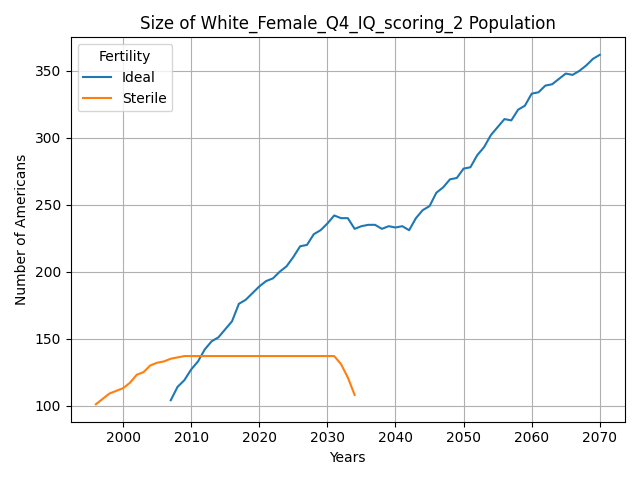 Size of White_Female_Q4_IQ_scoring_2 Population
Fertility
Ideal
Sterile
Number of Americans
350
300
250
200
150
100
2000 2010 2020 2030 2040 2050 2060 2070
Years